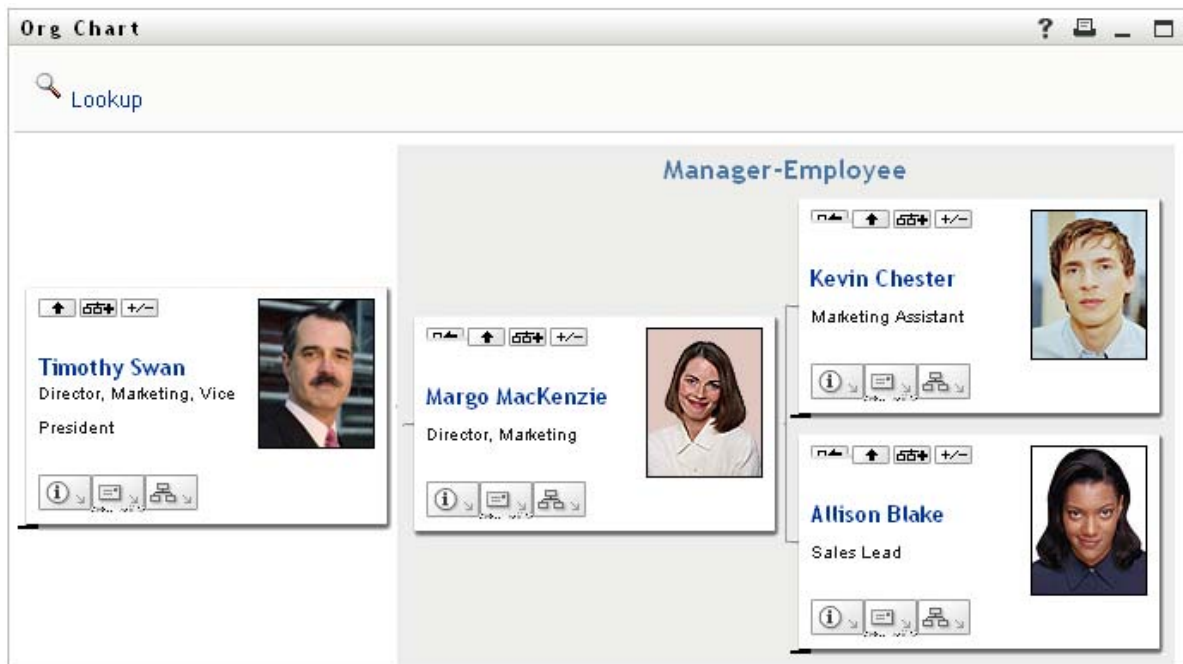 Org Chart
?
Lookup
Manager-Employee
+/-
Timothy Swan
Director, Marketing, Vice
President
+/-
Margo MacKenzie
Director, Marketing
+/-
Kevin Chester
Marketing Assistant
+/-
Allison Blake
Sales Lead